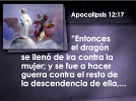 Apocalipsis 12:17
"Entonces
el dragón
se llenó de ira contra la
mujer; y se fue a hacer
guerra contra el resto de
la descendencia de ella,...